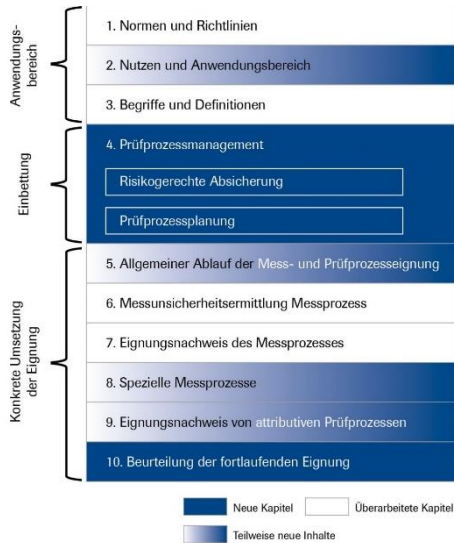 Anwendungs-
bereich
1. Normen und Richtlinien
2. Nutzen und Anwendungsbereich
3. Begriffe und Definitionen
Einbettung
4. Prüfprozessmanagement
Risikogerechte Absicherung
Prüfprozessplanung
Konkrete Umsetzung
der Eignung
5. Allgemeiner Ablauf der Mess- und Prüfprozesseignung
6. Messunsicherheitsermittlung Messprozess
7. Eignungsnachweis des Messprozesses
8. Spezielle Messprozesse
9. Eignungsnachweis von attributiven Prüfprozessen
10. Beurteilung der fortlaufenden Eignung
Neue Kapitel
Überarbeitete Kapitel
Teilweise neue Inhalte